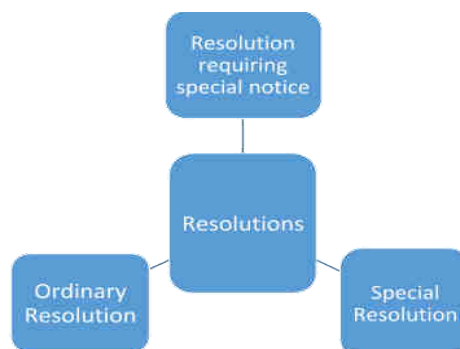 Resolution
requiring
special notice
Resolutions
Ordinary
Resolution
Special
Resolution